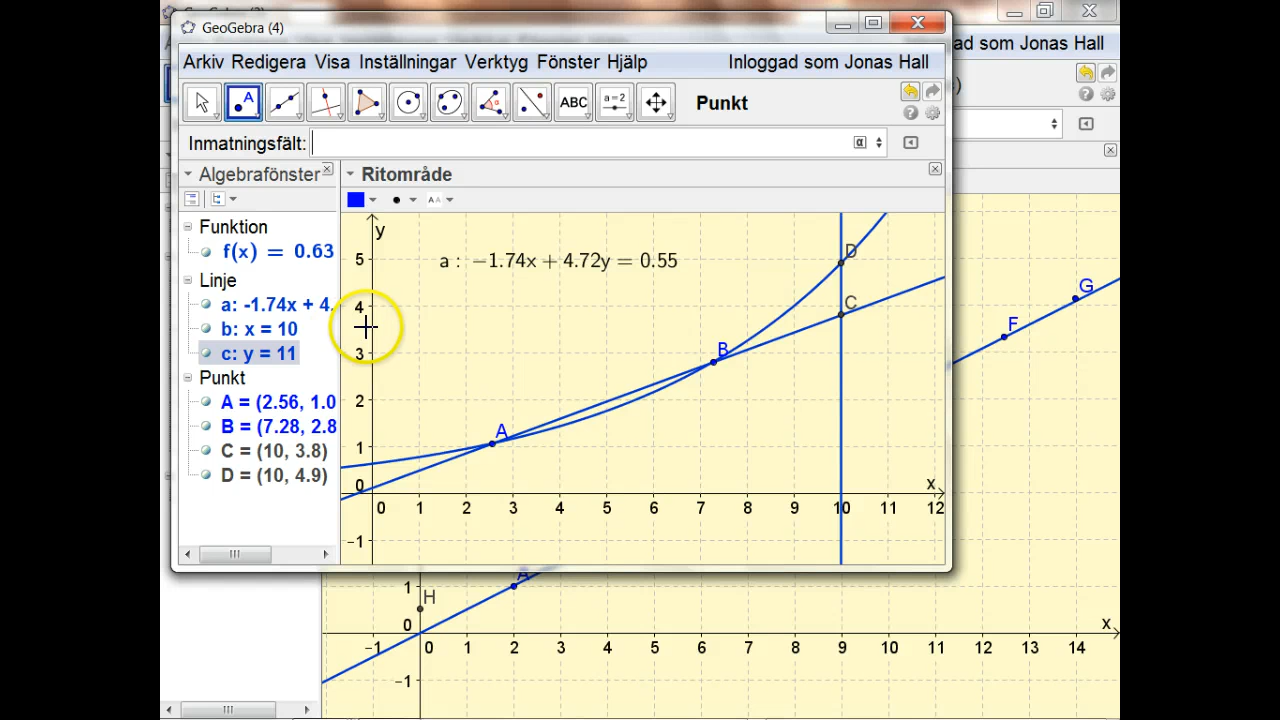 GeoGebra (4)
ad som Jonas Hall
Arkiv Redigera Visa Inställningar Verktyg Fönster Hjälp Inloggad som Jonas Hall
A ABC a=2 Punkt
Inmatningsfält: α
Algebrafönster Ritområde
A A
Funktion
f(x) = 0.63
Linje
a: -1.74x + 4.
b: x = 10
c: y = 11
Punkt
A = (2.56, 1.0
B = (7.28, 2.8
C = (10, 3.8)
D = (10, 4.9)
y
a : −1.74x + 4.72y = 0.55
5
4
3
2
1
0
−1
D
C
B
A
x
0 1 2 3 4 5 6 7 8 9 10 11 12
G
F
A
H
1
0
−1
x
−1 0 1 2 3 4 5 6 7 8 9 10 11 12 13 14